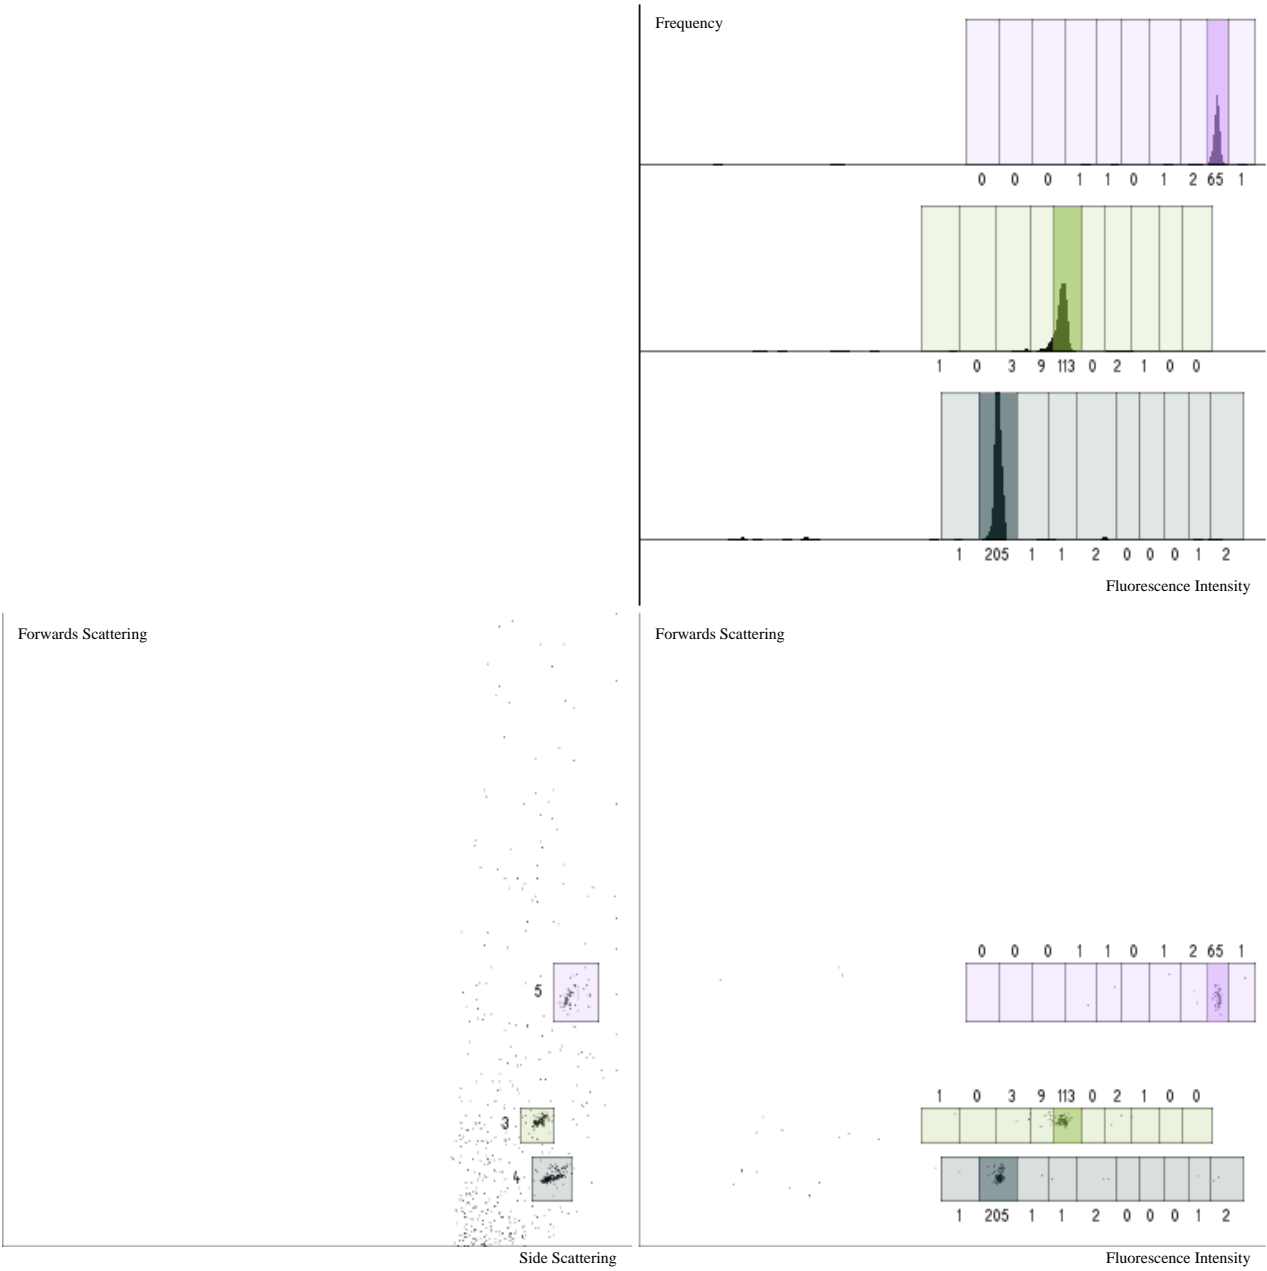 Frequency
0 0 0 1 1 0 1 2 65 1
1 0 3 9 113 0 2 1 0 0
1 205 1 1 2 0 0 0 1 2
Fluorescence Intensity
Forwards Scattering
5
3
4
Side Scattering
Forwards Scattering
0 0 0 1 1 0 1 2 65 1
1 0 3 9 113 0 2 1 0 0
1 205 1 1 2 0 0 0 1 2
Fluorescence Intensity